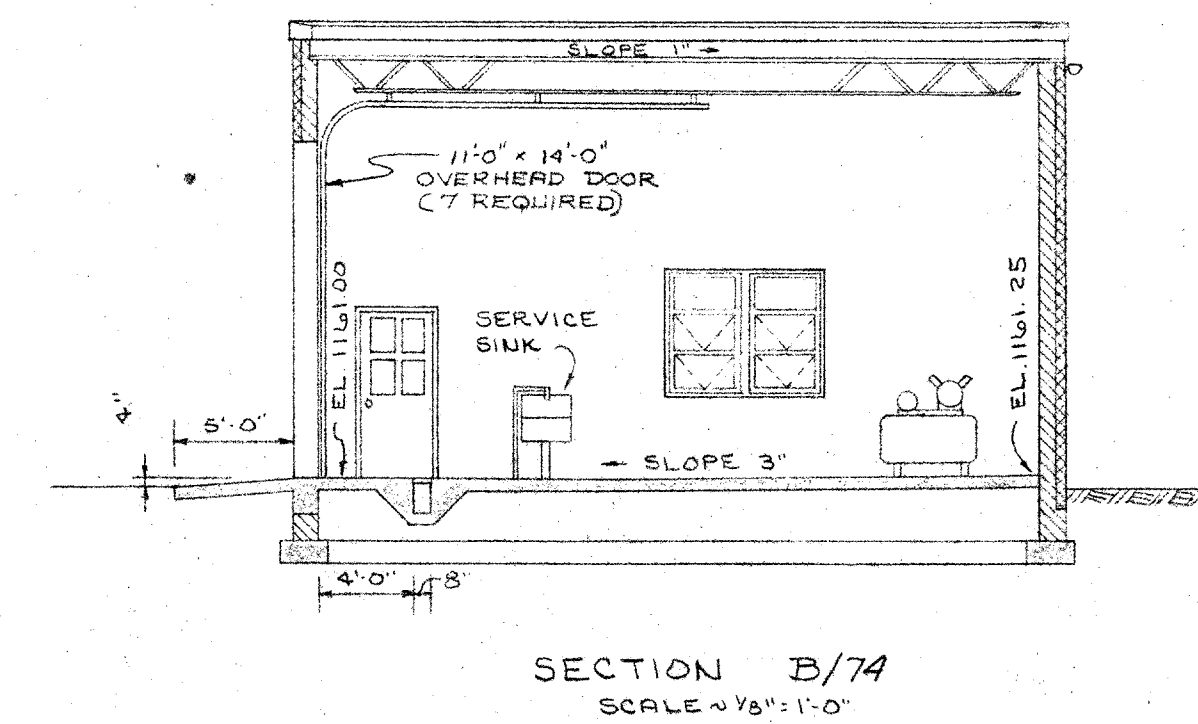 SLOPE 1"
11'-0" x 14'-0"
OVERHEAD DOOR
(7 REQUIRED)
EL. 1161.00
SERVICE
SINK
EL. 1161.25
4"
5'-0"
SLOPE 3"
4'-0"
8"
SECTION B/74
SCALE ~ 1/8" = 1'-0"